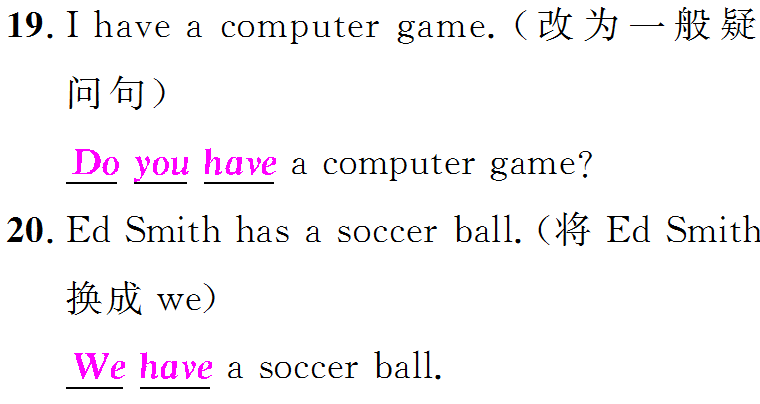 19. I have a computer game.(改为一般疑
问句)
Do you have a computer game?
20. Ed Smith has a soccer ball.(将 Ed Smith
换成 we)
We have a soccer ball.